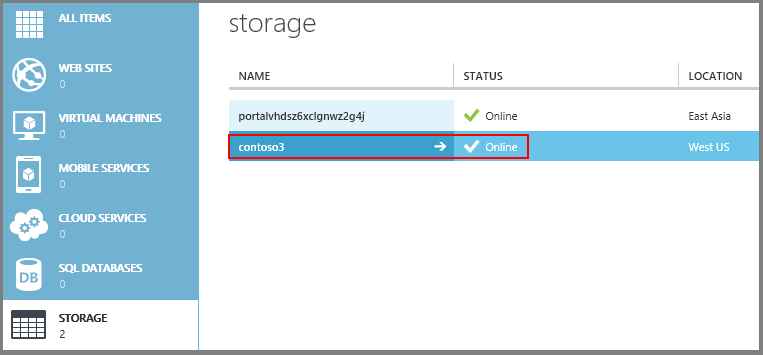 ALL ITEMS
WEB SITES
0
VIRTUAL MACHINES
0
MOBILE SERVICES
0
CLOUD SERVICES
0
DB
SQL DATABASES
0
STORAGE
2
storage
NAME STATUS LOCATION
portalvhdsz6xclgnwz2g4j Online East Asia
contoso3 Online West US